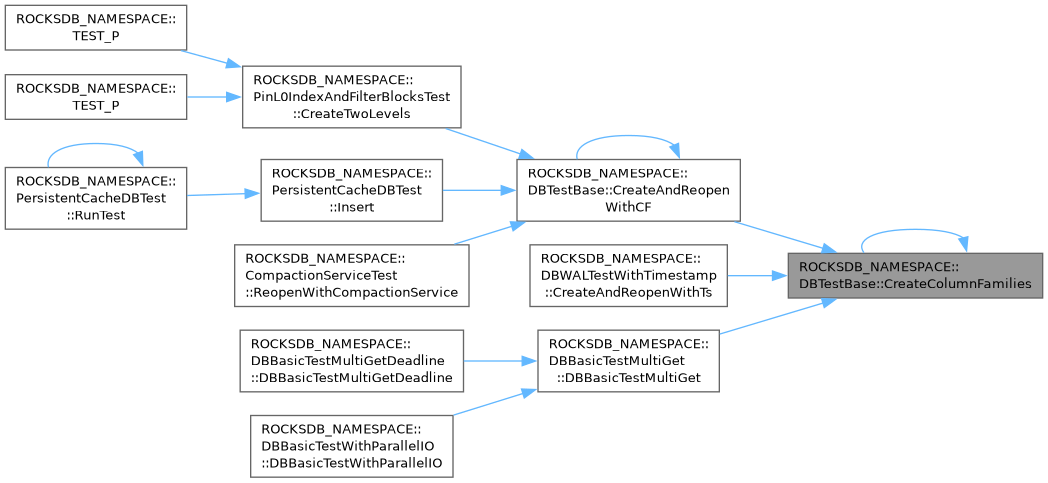 ROCKSDB_NAMESPACE::
TEST_P
ROCKSDB_NAMESPACE::
TEST_P
ROCKSDB_NAMESPACE::
PersistentCacheDBTest
::RunTest
ROCKSDB_NAMESPACE::
PinL0IndexAndFilterBlocksTest
::CreateTwoLevels
ROCKSDB_NAMESPACE::
PersistentCacheDBTest
::Insert
ROCKSDB_NAMESPACE::
CompactionServiceTest
::ReopenWithCompactionService
ROCKSDB_NAMESPACE::
DBBasicTestMultiGetDeadline
::DBBasicTestMultiGetDeadline
ROCKSDB_NAMESPACE::
DBBasicTestWithParallelIO
::DBBasicTestWithParallelIO
ROCKSDB_NAMESPACE::
DBTestBase::CreateAndReopen
WithCF
ROCKSDB_NAMESPACE::
DBWALTestWithTimestamp
::CreateAndReopenWithTs
ROCKSDB_NAMESPACE::
DBBasicTestMultiGet
::DBBasicTestMultiGet
ROCKSDB_NAMESPACE::
DBTestBase::CreateColumnFamilies